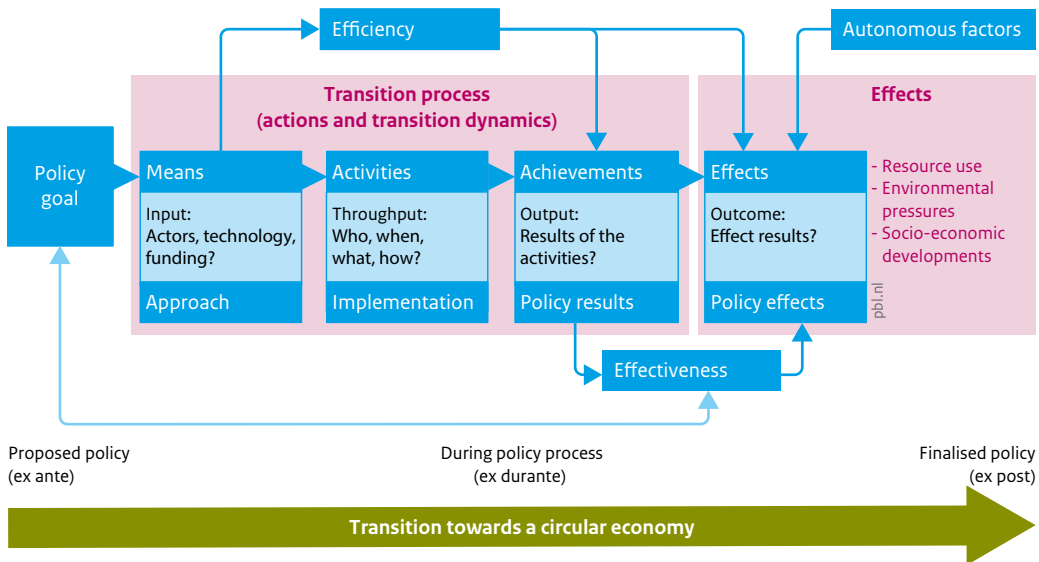 Efficiency
Autonomous factors
Transition process
(actions and transition dynamics)
Effects
Policy
goal
Means
Input:
Actors, technology,
funding?
Approach
Activities
Throughput:
Who, when,
what, how?
Implementation
Achievements
Output:
Results of the
activities?
Policy results
Effects
Outcome:
Effect results?
Policy effects
- Resource use
- Environmental
pressures
- Socio-economic
developments
pbl.nl
Effectiveness
Proposed policy
(ex ante)
During policy process
(ex durante)
Finalised policy
(ex post)
Transition towards a circular economy